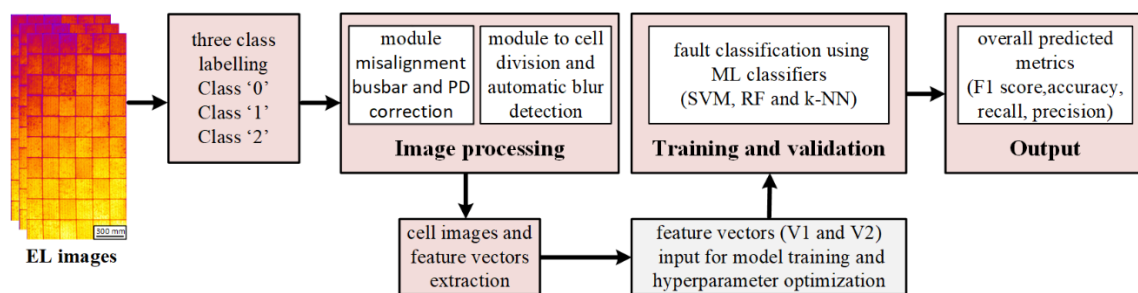 300 mm
EL images
three class
labelling
Class ‘0’
Class ‘1’
Class ‘2’
module
misalignment
busbar and PD
correction
module to cell
division and
automatic blur
detection
Image processing
cell images and
feature vectors
extraction
feature vectors (V1 and V2)
input for model training and
hyperparameter optimization
fault classification using
ML classifiers
(SVM, RF and k-NN)
Training and validation
overall predicted
metrics
(F1 score,accuracy,
recall, precision)
Output